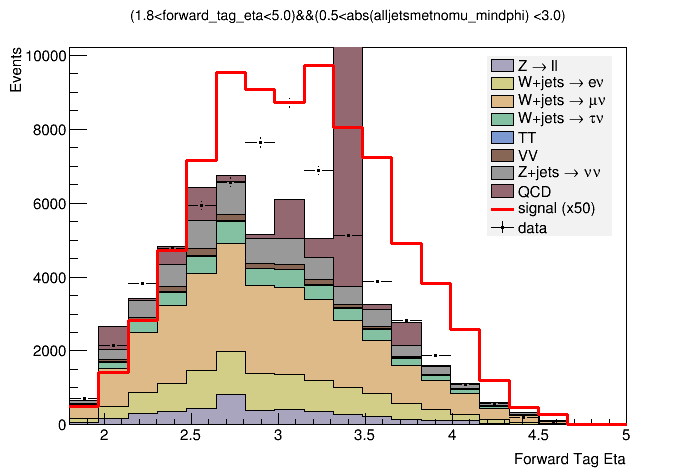 (1.8<forward_tag_eta<5.0)&&(0.5<abs(alljetsmetnomu_mindphi) <3.0)
Events
10000
8000
6000
4000
2000
0
Z → ll
W+jets → eν
W+jets → μν
W+jets → τν
TT
VV
Z+jets → νν
QCD
signal (x50)
data
2 2.5 3 3.5 4 4.5 5
Forward Tag Eta